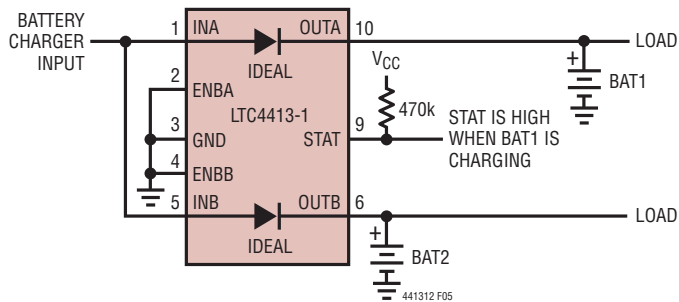 BATTERY
CHARGER
INPUT
1
INA
OUTA
10
LOAD
IDEAL
+
BAT1
VCC
470k
2
ENBA
LTC4413-1
3
GND
STAT
9
STAT IS HIGH
WHEN BAT1 IS
CHARGING
4
ENBB
5
INB
OUTB
6
LOAD
IDEAL
+
BAT2
441312 F05